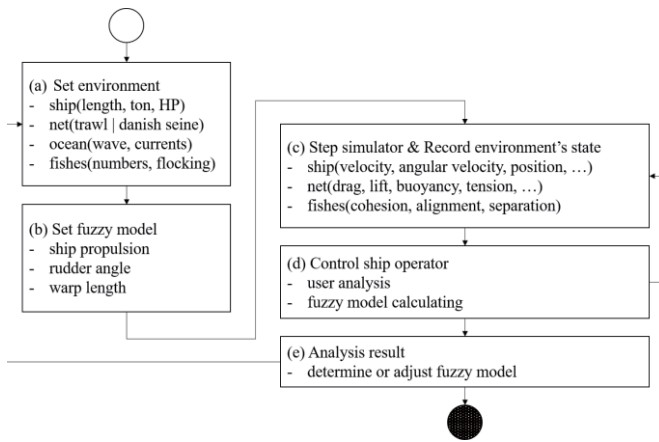 (a) Set environment
- ship(length, ton, HP)
- net(trawl | danish seine)
- ocean(wave, currents)
- fishes(numbers, flocking)
(b) Set fuzzy model
- ship propulsion
- rudder angle
- warp length
(c) Step simulator & Record environment's state
- ship(velocity, angular velocity, position, …)
- net(drag, lift, buoyancy, tension, …)
- fishes(cohesion, alignment, separation)
(d) Control ship operator
- user analysis
- fuzzy model calculating
(e) Analysis result
- determine or adjust fuzzy model